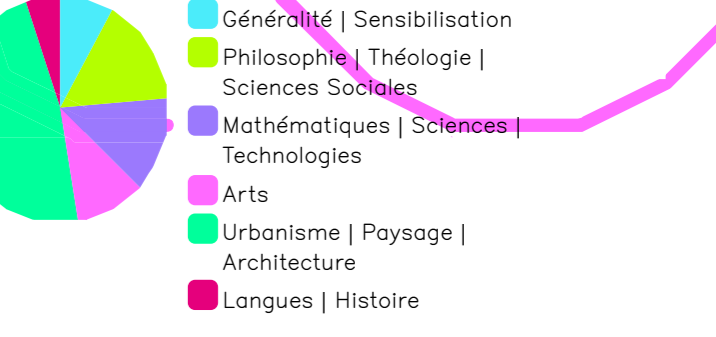 Généralité | Sensibilisation
Philosophie | Théologie |
Sciences Sociales
Mathématiques | Sciences |
Technologies
Arts
Urbanisme | Paysage |
Architecture
Langues | Histoire